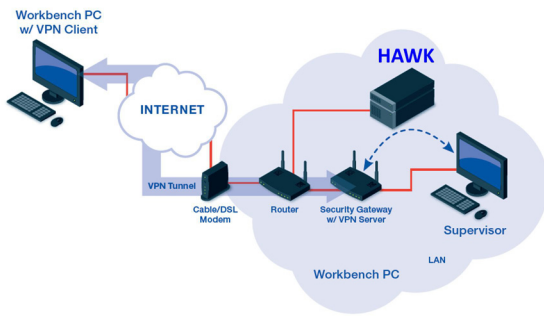 Workbench PC
w/ VPN Client
HAWK
INTERNET
VPN Tunnel
Cable/DSL
Modem
Router
Security Gateway
w/ VPN Server
Supervisor
LAN
Workbench PC